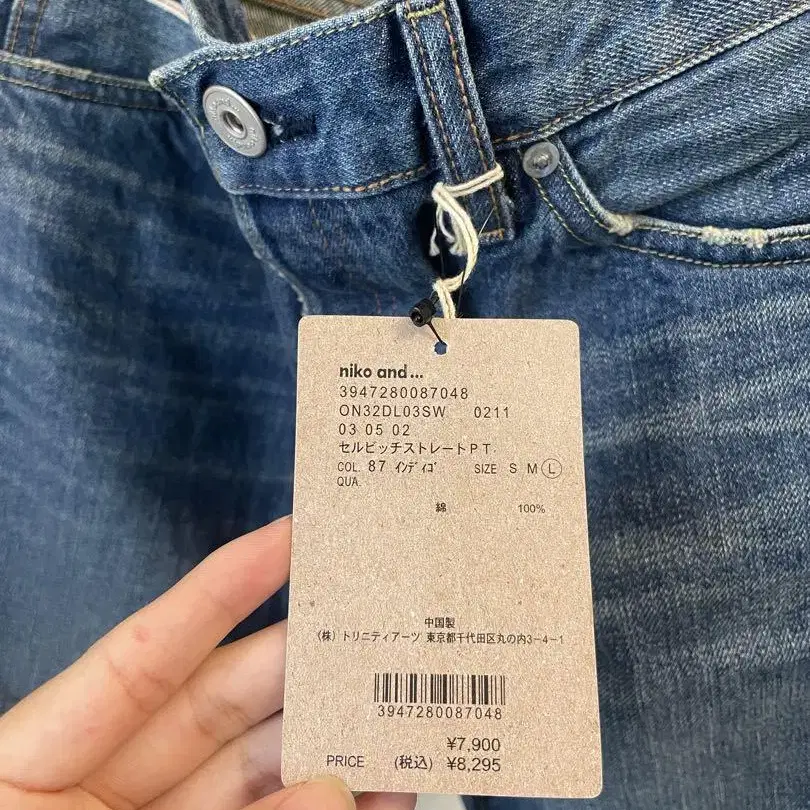 niko and...
3947280087048
ON32DL03SW 0211
03 05 02
セルビッチストレートPT
COL. 87 インディゴ SIZE S M L
QUA.
綿 100%
中国製
(株)トリニティアーツ 東京都千代田区丸の内3-4-1
3947280087048
¥7,900
PRICE (税込) ¥8,295